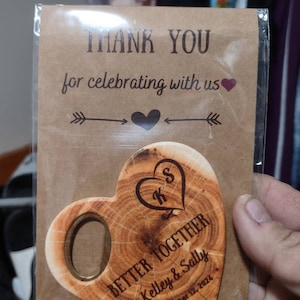 THANK YOU
for celebrating with us
K S
BETTER TOGETHER
Kelley & Sally